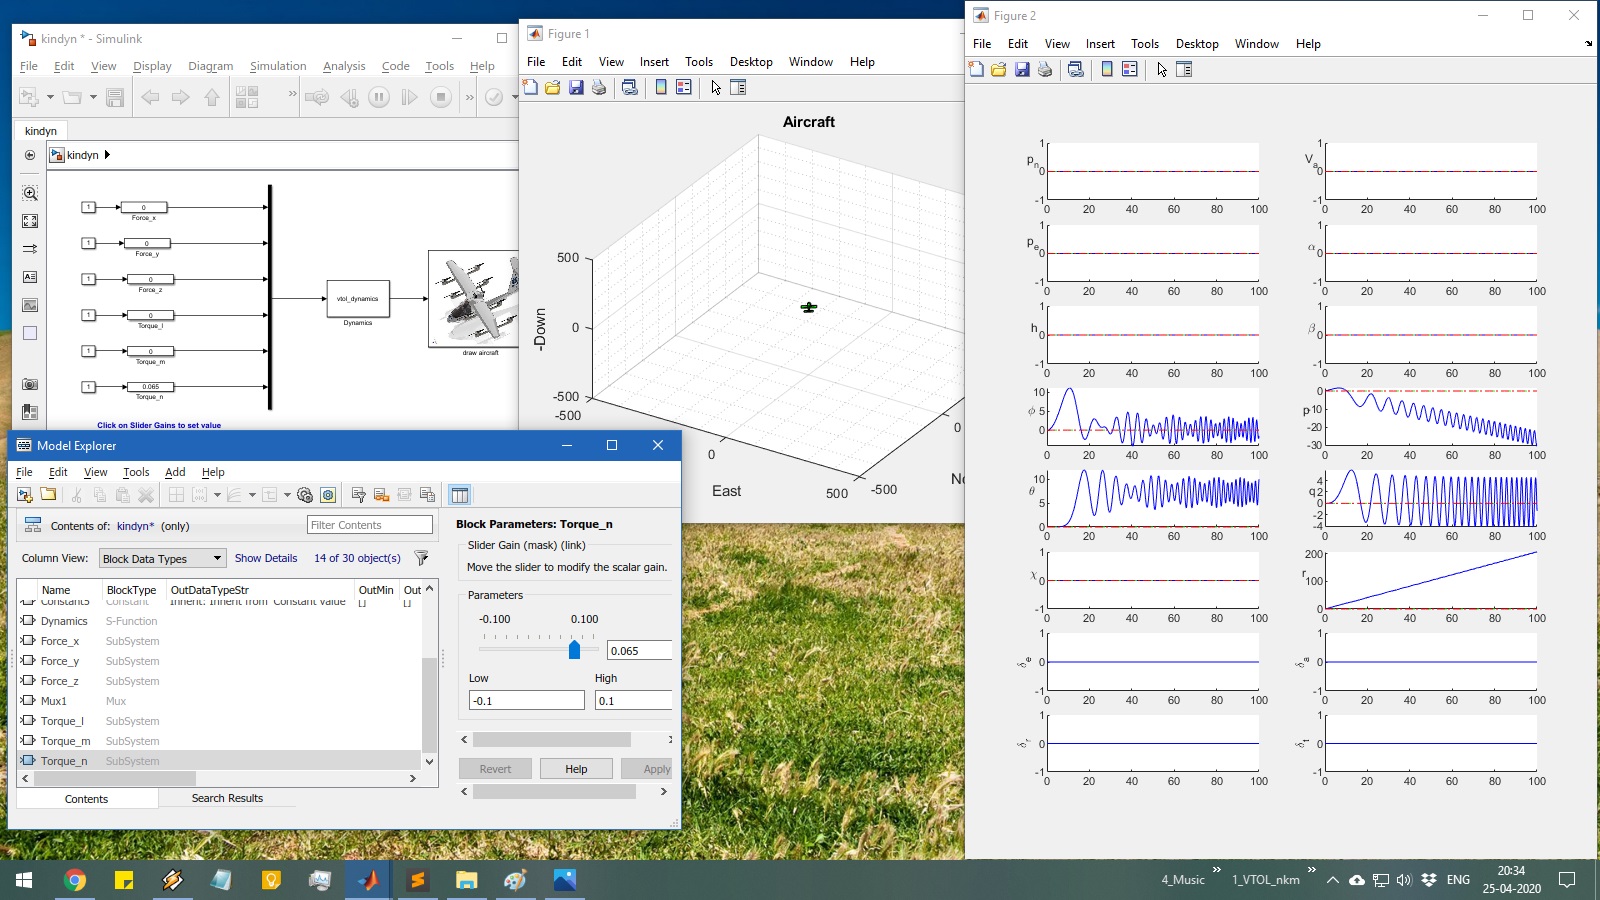 kindyn * - Simulink
File Edit View Display Diagram Simulation Analysis Code Tools Help
kindyn
kindyn
1 0
Force_x
1 0
Force_y
1 0
Force_z
1 0
Torque_l
1 0
Torque_m
1 0.065
Torque_n
vtol_dynamics
Dynamics
draw aircraft
Click on Slider Gains to set value
Figure 1
File Edit View Insert Tools Desktop Window Help
Aircraft
500
0
-500
-Down
-500
0
500
East
-500
0
No
Figure 2
File Edit View Insert Tools Desktop Window Help
1
pn 0
-1
0 20 40 60 80 100
1
Va 0
-1
0 20 40 60 80 100
1
pe 0
-1
0 20 40 60 80 100
1
α 0
-1
0 20 40 60 80 100
1
h 0
-1
0 20 40 60 80 100
1
β 0
-1
0 20 40 60 80 100
10
ϕ 5
0
0 20 40 60 80 100
0
p -10
-20
-30
0 20 40 60 80 100
10
θ 5
0
0 20 40 60 80 100
4
2
q 0
-2
-4
0 20 40 60 80 100
1
χ 0
-1
0 20 40 60 80 100
200
r 100
0
0 20 40 60 80 100
1
δe 0
-1
0 20 40 60 80 100
1
δa 0
-1
0 20 40 60 80 100
1
δr 0
-1
0 20 40 60 80 100
1
δt 0
-1
0 20 40 60 80 100
Model Explorer
File Edit View Tools Add Help
Contents of: kindyn* (only)
Filter Contents
Column View: Block Data Types Show Details 14 of 30 object(s)
Name BlockType OutDataTypeStr OutMin Out
Constant5 Constant Inherit: Inherit from 'Constant value' [] []
Dynamics S-Function
Force_x SubSystem
Force_y SubSystem
Force_z SubSystem
Mux1 Mux
Torque_l SubSystem
Torque_m SubSystem
Torque_n SubSystem
Contents Search Results
Block Parameters: Torque_n
Slider Gain (mask) (link)
Move the slider to modify the scalar gain.
Parameters
-0.100 0.100
0.065
Low High
-0.1 0.1
Revert Help Apply
4_Music » 1_VTOL_nkm » ENG
20:34
25-04-2020